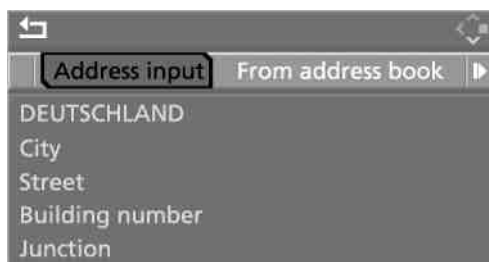 Address input From address book
DEUTSCHLAND
City
Street
Building number
Junction